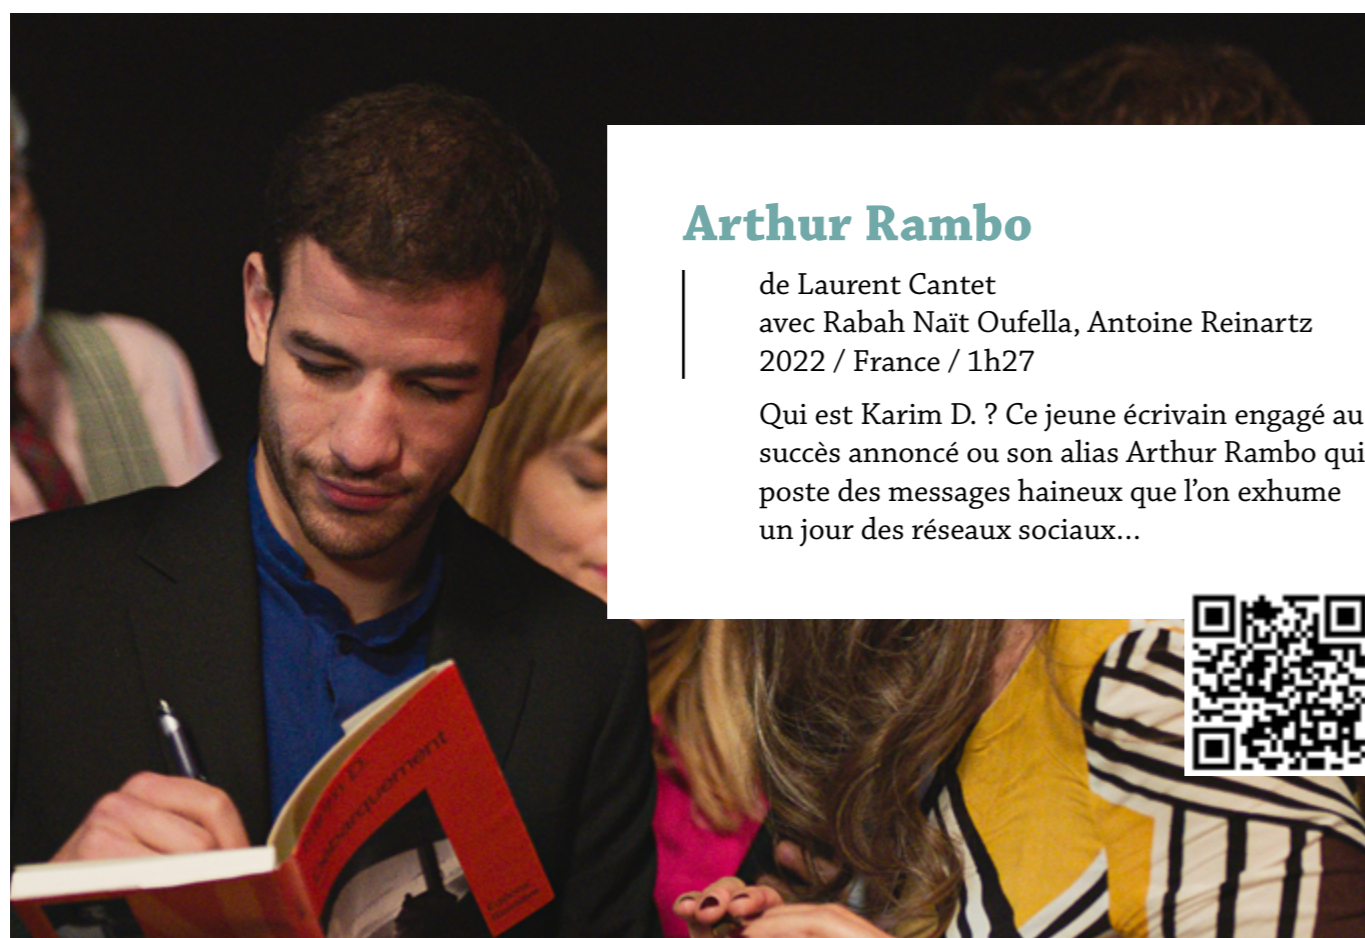 Arthur Rambo
de Laurent Cantet
avec Rabah Naït Oufella, Antoine Reinartz
2022 / France / 1h27
Qui est Karim D. ? Ce jeune écrivain engagé au
succès annoncé ou son alias Arthur Rambo qui
poste des messages haineux que l’on exhume
un jour des réseaux sociaux…
Karim D.
Débarquement